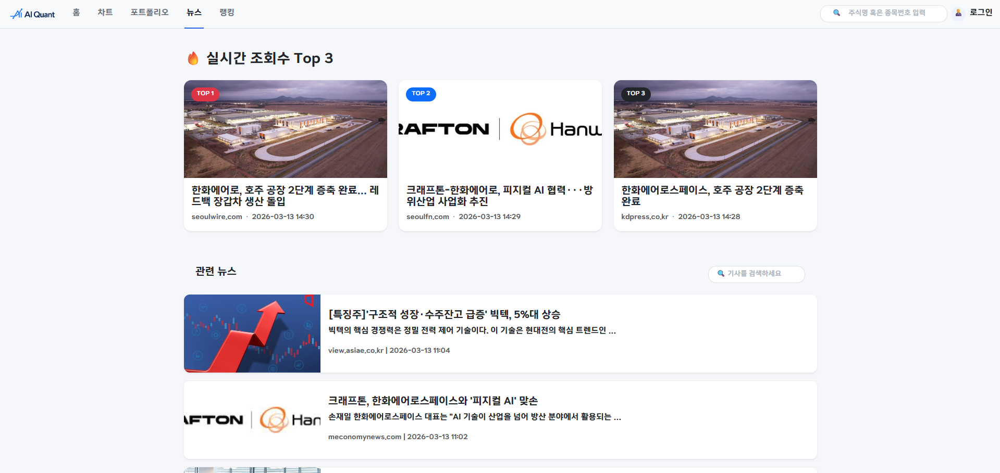 AI Quant
홈
차트
포트폴리오
뉴스
랭킹
주식명 혹은 종목번호 입력
로그인
실시간 조회수 Top 3
TOP 1
한화에어로, 호주 공장 2단계 증축 완료... 레
드백 장갑차 생산 돌입
seoulwire.com · 2026-03-13 14:30
TOP 2
RAFTON | Hanw
크래프톤-한화에어로, 피지컬 AI 협력···방
위산업 사업화 추진
seoulfn.com · 2026-03-13 14:29
TOP 3
한화에어로스페이스, 호주 공장 2단계 증축
완료
kdpress.co.kr · 2026-03-13 14:28
관련 뉴스
기사를 검색하세요
[특징주]'구조적 성장·수주잔고 급증' 빅텍, 5%대 상승
빅텍의 핵심 경쟁력은 정밀 전력 제어 기술이다. 이 기술은 현대전의 핵심 트렌드인 ...
view.asiae.co.kr | 2026-03-13 11:04
AFTON | Han
크래프톤, 한화에어로스페이스와 '피지컬 AI' 맞손
손재일 한화에어로스페이스 대표는 "AI 기술이 산업을 넘어 방산 분야에서 활용되는 ...
meconomynews.com | 2026-03-13 11:02